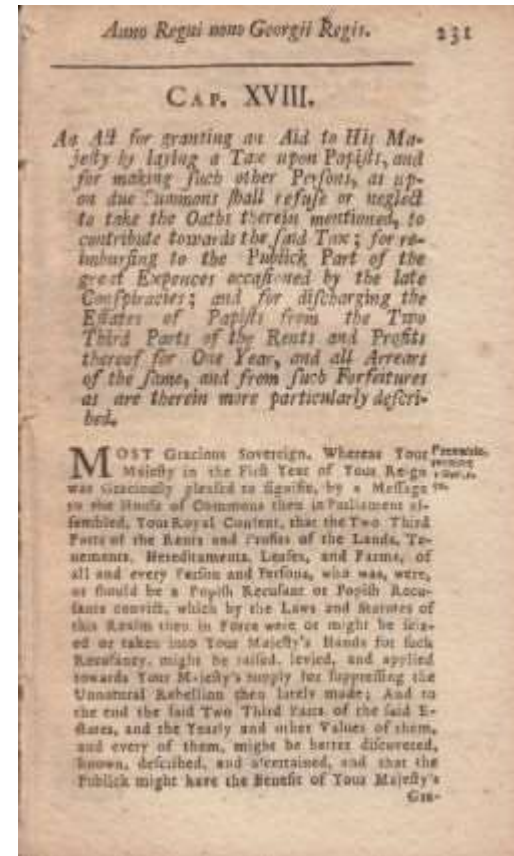 Anno Regni nono Georgii Regis. 231
CAP. XVIII.
An Act for granting an Aid to His Ma-
jeſty by laying a Tax upon Papiſts, and
for making ſuch other Perſons, as up-
on due Summons ſhall refuſe or neglect
to take the Oaths therein mentioned, to
contribute towards the ſaid Tax; for re-
imburſing to the Publick Part of the
great Expences occaſioned by the late
Conſpiracies; and for diſcharging the
Eſtates of Papiſts from the Two
Third Parts of the Rents and Profits
thereof for One Year, and all Arrears
of the ſame, and from ſuch Forfeitures
as are therein more particularly deſcri-
bed.
MOST Gracious Sovereign, Whereas Your
Majeſty in the Firſt Year of Your Reign
was Graciouſly pleaſed to ſignifie, by a Meſſage
to the Houſe of Commons then in Parliament aſ-
ſembled, Your Royal Conſent, that the Two Third
Parts of the Rents and Profits of the Lands, Te-
nements, Hereditaments, Leaſes, and Farms, of
all and every Perſon and Perſons, who was, were,
or ſhould be a Popiſh Recuſant or Popiſh Recu-
ſants convict, which by the Laws and Statutes of
this Realm then in Force were or might be ſeiz-
ed or taken into Your Majeſty's Hands for ſuch
Recuſancy, might be raiſed, levied, and applied
towards Your Majeſty's Supply for ſuppreſſing the
Unnatural Rebellion then lately made; And to
the end the ſaid Two Third Parts of the ſaid E-
ſtates, and the Yearly and other Values of them,
and every of them, might be better diſcovered,
known, deſcribed, and aſcertained, and that the
Publick might have the Benefit of Your Majeſty's
Gra-
Preamble,